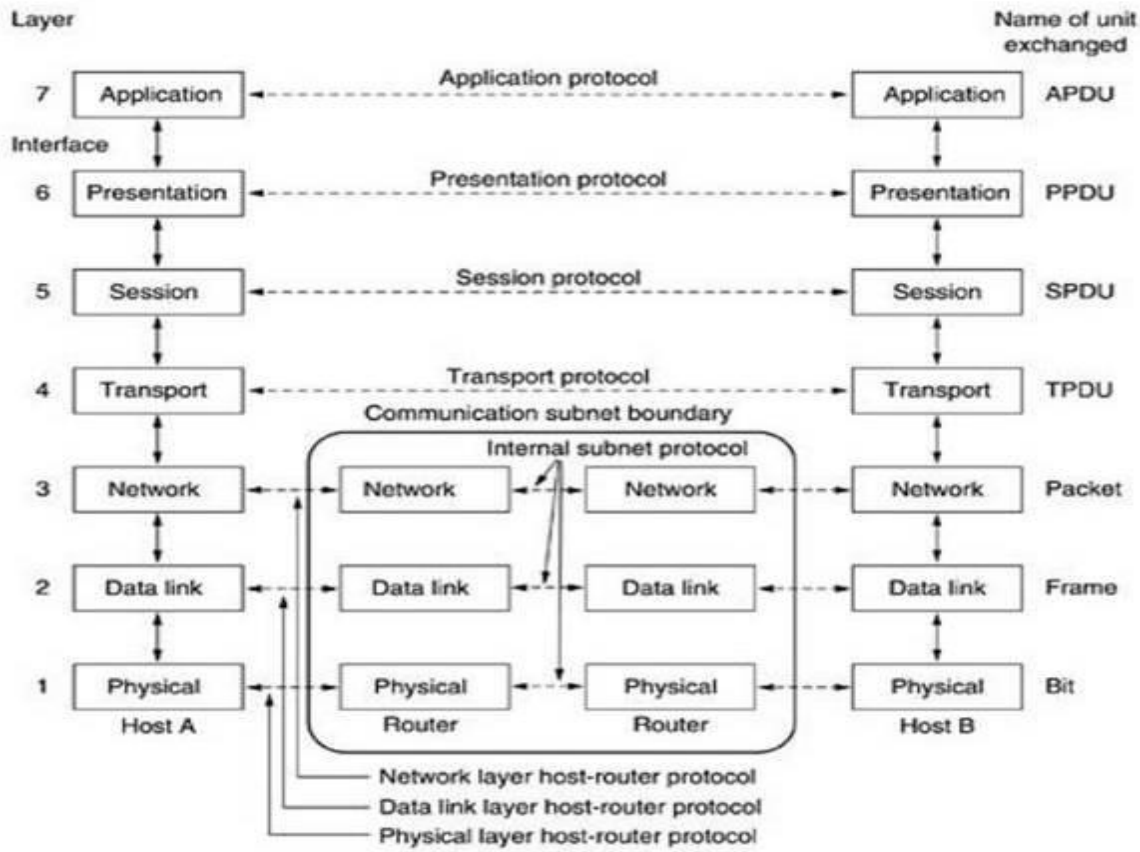 Layer
Name of unit
exchanged
7 Application Application protocol Application APDU
Interface
6 Presentation Presentation protocol Presentation PPDU
5 Session Session protocol Session SPDU
4 Transport Transport protocol Transport TPDU
Communication subnet boundary
Internal subnet protocol
3 Network Network Network Network Packet
2 Data link Data link Data link Data link Frame
1 Physical Physical Physical Physical Bit
Host A Router Router Host B
Network layer host-router protocol
Data link layer host-router protocol
Physical layer host-router protocol